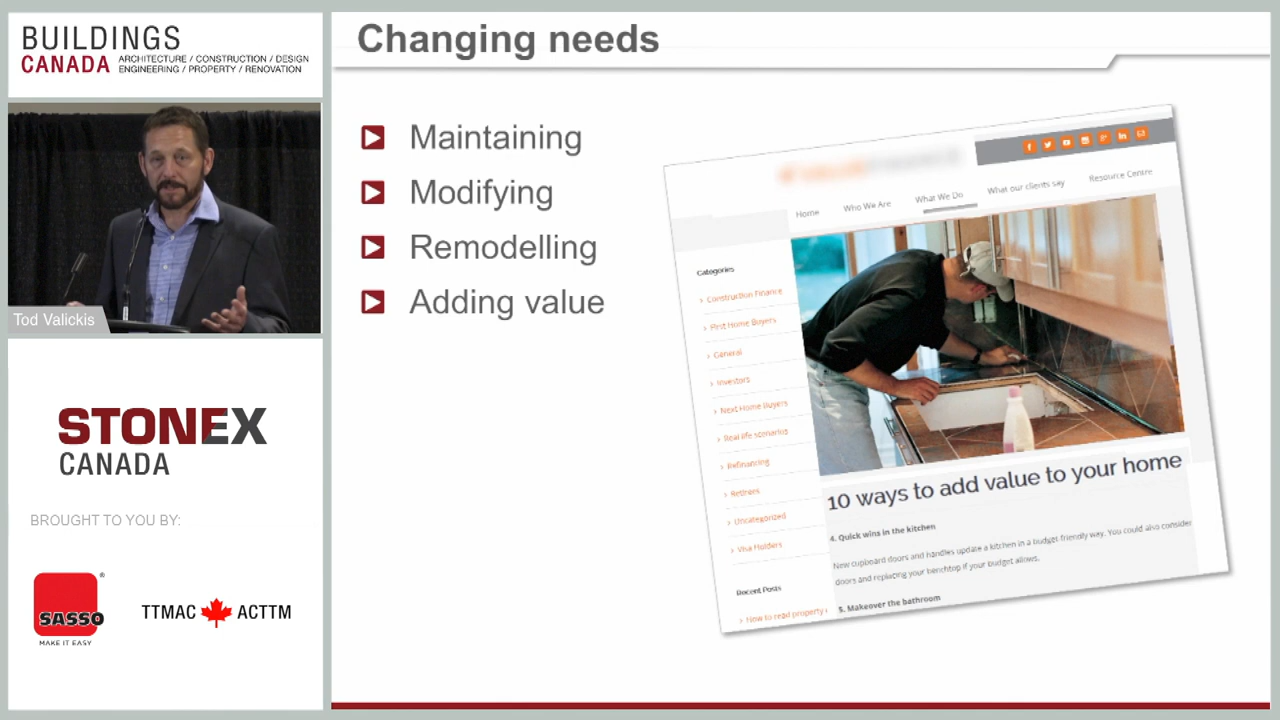 BUILDINGS
CANADA ARCHITECTURE / CONSTRUCTION / DESIGN
ENGINEERING / PROPERTY / RENOVATION
Tod Valickis
STONEX
CANADA
BROUGHT TO YOU BY:
SASSO
®
MAKE IT EASY
TTMAC ACTTM
Changing needs
Maintaining
Modifying
Remodelling
Adding value
Home
Who We Are
What We Do
What our clients say
Resource Centre
Categories
Construction Finance
First Home Buyers
General
Investors
Next Home Buyers
Real life scenarios
Refinancing
Retirees
Uncategorized
Visa Holders
Recent Posts
How to read property
10 ways to add value to your home
4. Quick wins in the kitchen
New cupboard doors and handles update a kitchen in a budget friendly way. You could also consider
doors and replacing your benchtop if your budget allows.
5. Makeover the bathroom